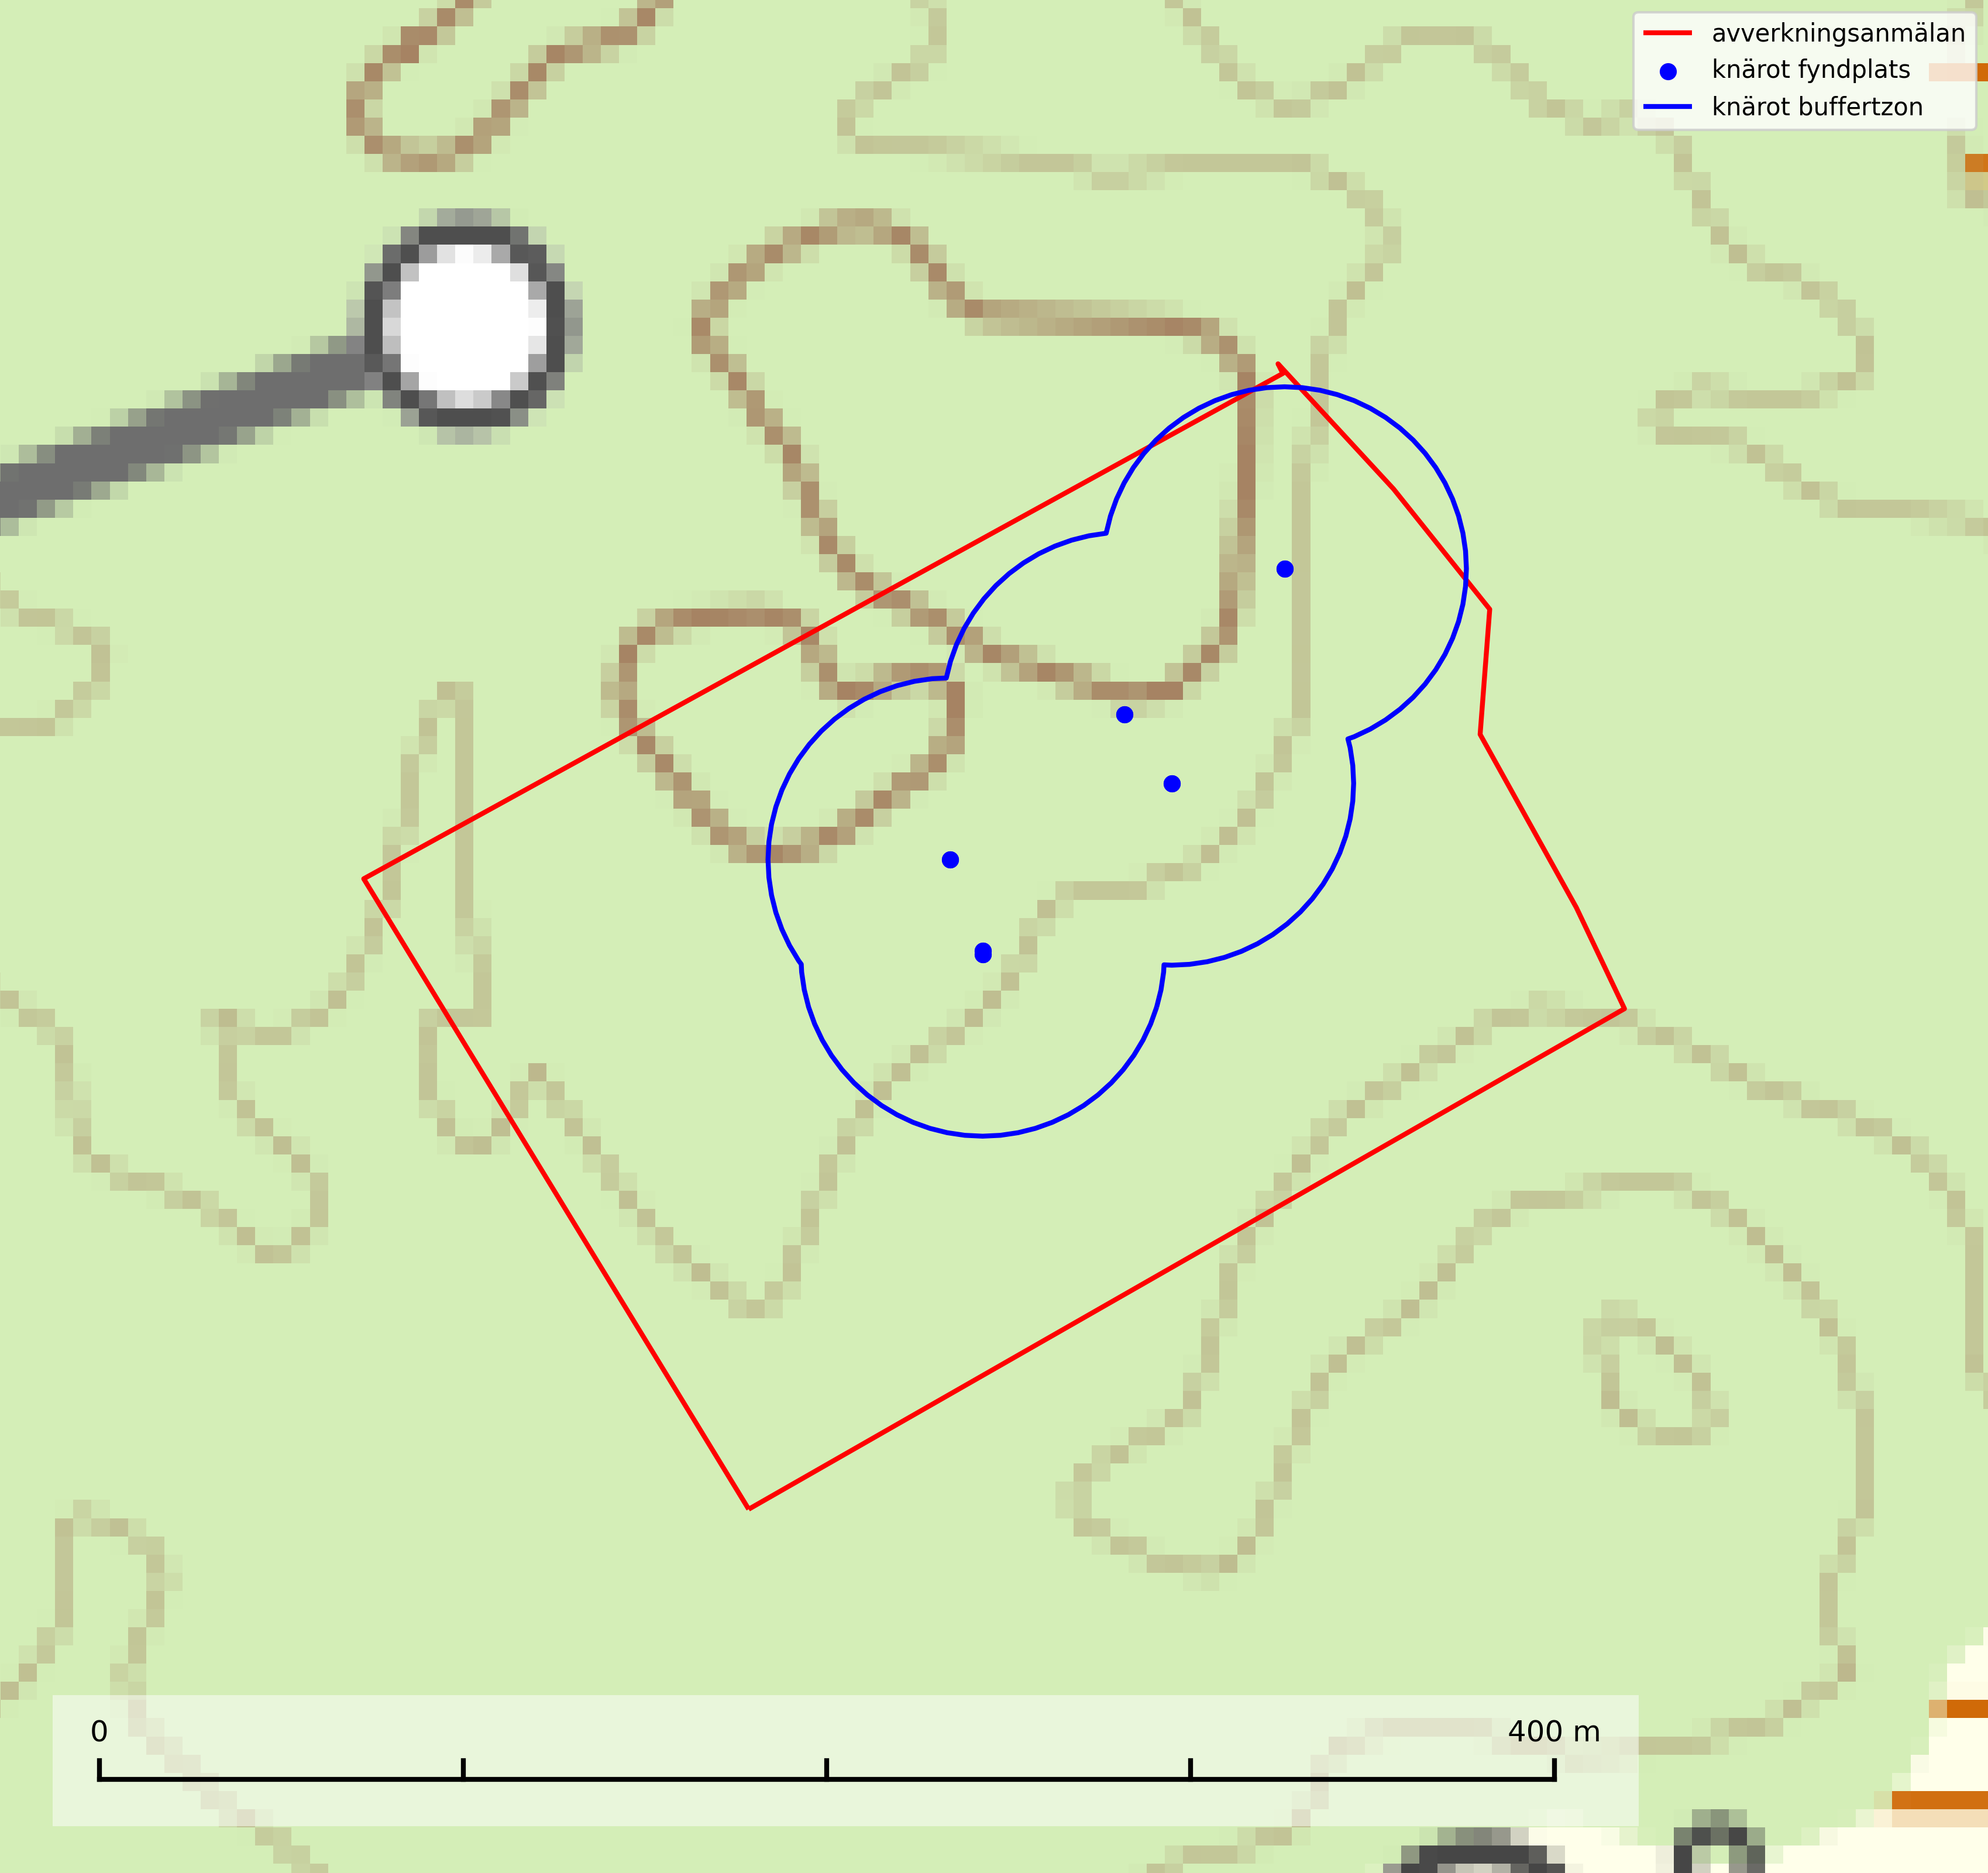 avverkningsanmälan
knärot fyndplats
knärot buffertzon
0
400 m